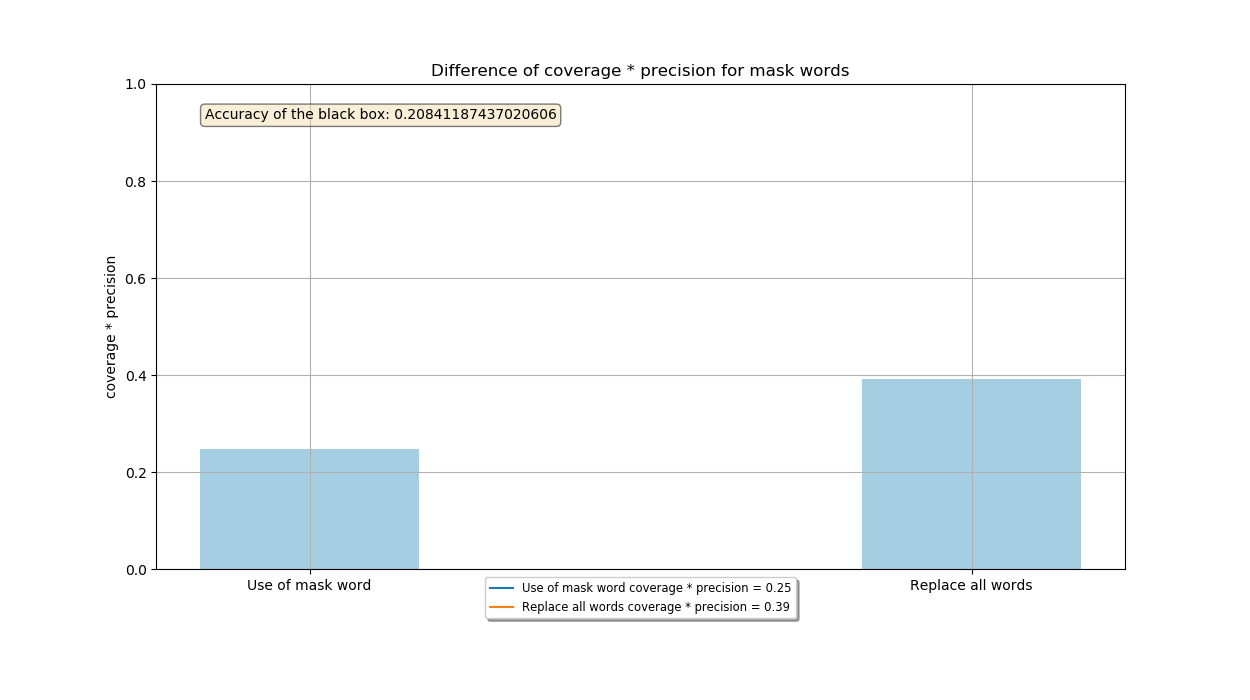 Difference of coverage * precision for mask words
1.0
Accuracy of the black box: 0.20841187437020606
0.8
0.6
coverage * precision
0.4
0.2
0.0
Use of mask word
Replace all words
Use of mask word coverage * precision = 0.25
Replace all words coverage * precision = 0.39